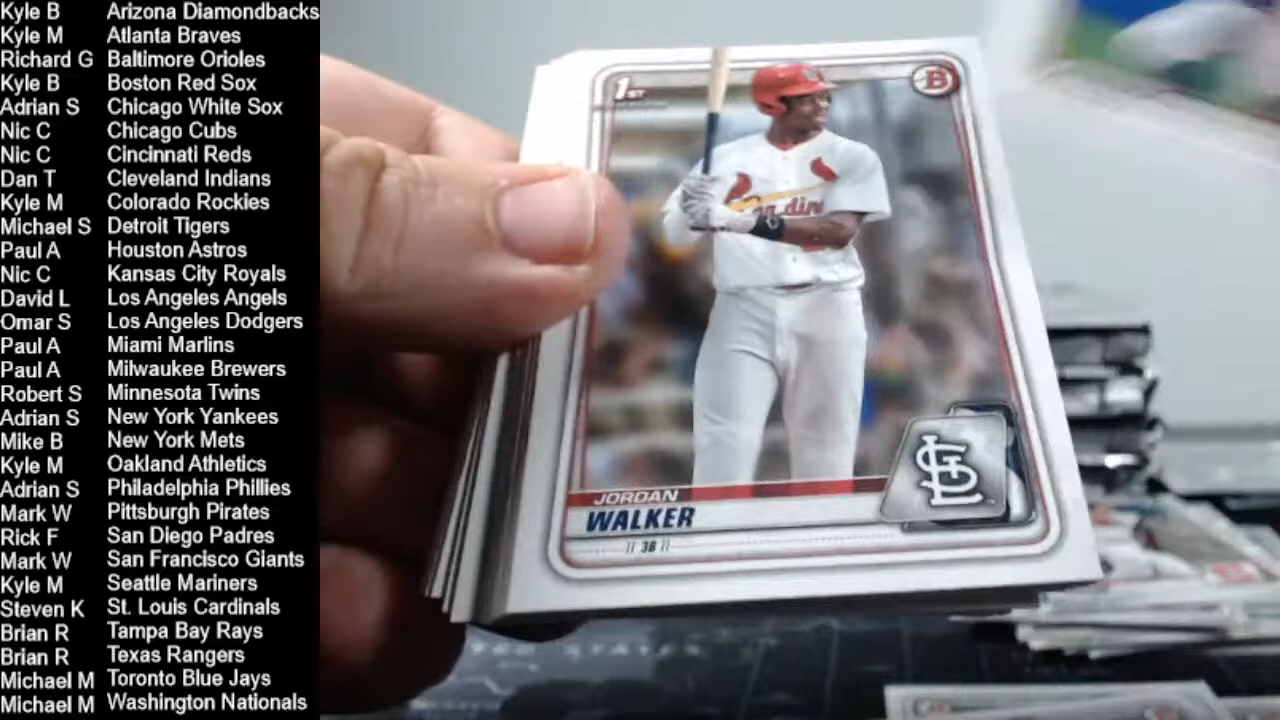 Kyle B Arizona Diamondbacks
Kyle M Atlanta Braves
Richard G Baltimore Orioles
Kyle B Boston Red Sox
Adrian S Chicago White Sox
Nic C Chicago Cubs
Nic C Cincinnati Reds
Dan T Cleveland Indians
Kyle M Colorado Rockies
Michael S Detroit Tigers
Paul A Houston Astros
Nic C Kansas City Royals
David L Los Angeles Angels
Omar S Los Angeles Dodgers
Paul A Miami Marlins
Paul A Milwaukee Brewers
Robert S Minnesota Twins
Adrian S New York Yankees
Mike B New York Mets
Kyle M Oakland Athletics
Adrian S Philadelphia Phillies
Mark W Pittsburgh Pirates
Rick F San Diego Padres
Mark W San Francisco Giants
Kyle M Seattle Mariners
Steven K St. Louis Cardinals
Brian R Tampa Bay Rays
Brian R Texas Rangers
Michael M Toronto Blue Jays
Michael M Washington Nationals
1ST
B
STL
JORDAN
WALKER
// 3B //
STATES